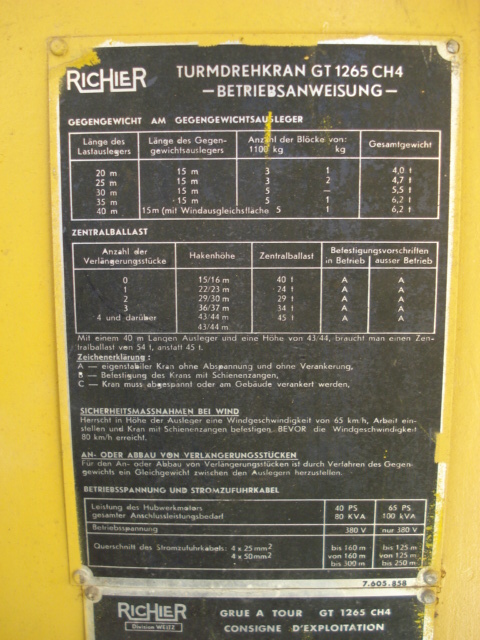 RICHIER
TURMDREHKRAN GT 1265 CH4
— BETRIEBSANWEISUNG —
GEGENGEWICHT AM GEGENGEWICHTSAUSLEGER
Länge des Lastauslegers Länge des Gegengewichtsauslegers Anzahl der Blöcke von: 1100 kg kg Gesamtgewicht
20 m 15 m 3 1 4,0 t
25 m 15 m 3 2 4,7 t
30 m 15 m 5 — 5,5 t
35 m 15 m 5 1 6,2 t
40 m 15 m (mit Windausgleichsfläche 5 1 6,2 t
ZENTRALBALLAST
Anzahl der Verlängerungsstücke Hakenhöhe Zentralballast Befestigungsvorschriften in Betrieb ausser Betrieb
0 15/16 m 40 t A A
1 22/23 m 24 t A A
2 29/30 m 29 t A A
3 36/37 m 34 t A A
4 und darüber 43/44 m 45 t A A
43/44 m
Mit einem 40 m Langen Ausleger und eine Höhe von 43/44, braucht man einen Zen-
tralballast von 54 t, anstatt 45 t.
Zeichenerklärung :
A — eigenstabiler Kran ohne Abspannung und ohne Verankerung,
B — Befestigung des Krans mit Schienenzangen,
C — Kran muss abgespannt oder am Gebäude verankert werden,
SICHERHEITSMASSNAHMEN BEI WIND
Herrscht in Höhe der Ausleger eine Windgeschwindigkeit von 65 km/h, Arbeit ein-
stellen und Kran mit Schienenzangen befestigen, BEVOR die Windgeschwindigkeit
80 km/h erreicht.
AN- ODER ABBAU VON VERLÄNGERUNGSSTÜCKEN
Für den An- oder Abbau von Verlängerungsstücken ist durch Verfahren des Gegen-
gewichts ein Gleichgewicht zwischen den Auslegern herzustellen.
BETRIEBSSPANNUNG UND STROMZUFUHRKABEL
Leistung des Hubwerkmotors 40 PS 65 PS
gesamter Anschlussleistungsbedarf 80 KVA 100 kVA
Betriebsspannung 380 V nur 380 V
Querschnitt des Stromzufuhrkabels: 4 x 25 mm² bis 160 m bis 125 m
4 x 50 mm² von 160 m von 125 m
bis 300 m bis 250 m
7.605.858
RICHIER
Division WEITZ
GRUE A TOUR GT 1265 CH4
CONSIGNE D'EXPLOITATION